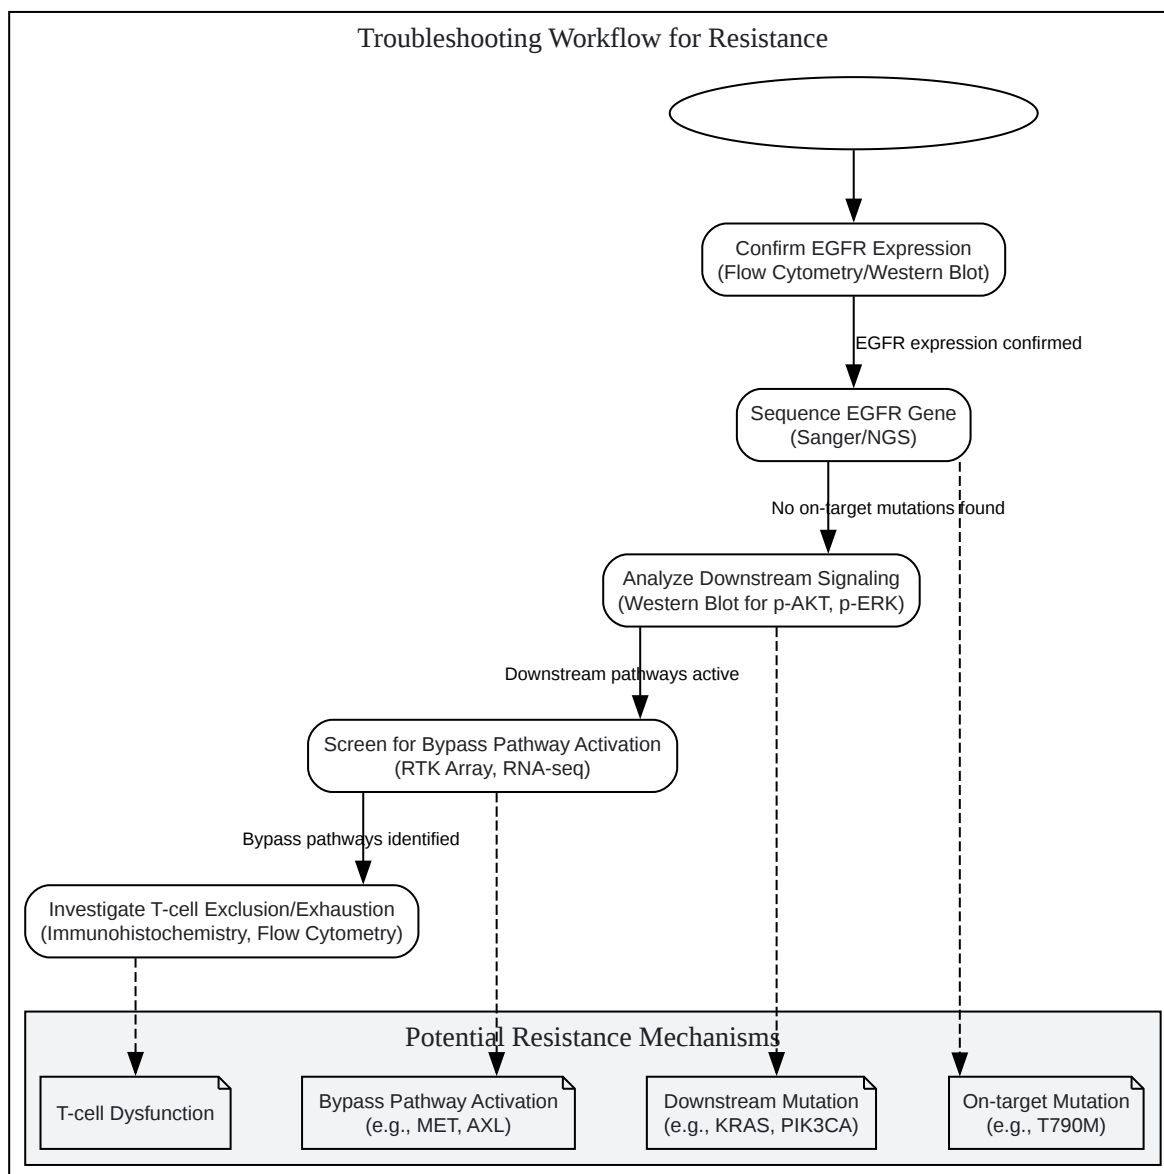 Troubleshooting Workflow for Resistance
Confirm EGFR Expression
(Flow Cytometry/Western Blot)
EGFR expression confirmed
Sequence EGFR Gene
(Sanger/NGS)
No on-target mutations found
Analyze Downstream Signaling
(Western Blot for p-AKT, p-ERK)
Downstream pathways active
Screen for Bypass Pathway Activation
(RTK Array, RNA-seq)
Bypass pathways identified
Investigate T-cell Exclusion/Exhaustion
(Immunohistochemistry, Flow Cytometry)
Potential Resistance Mechanisms
T-cell Dysfunction
Bypass Pathway Activation
(e.g., MET, AXL)
Downstream Mutation
(e.g., KRAS, PIK3CA)
On-target Mutation
(e.g., T790M)